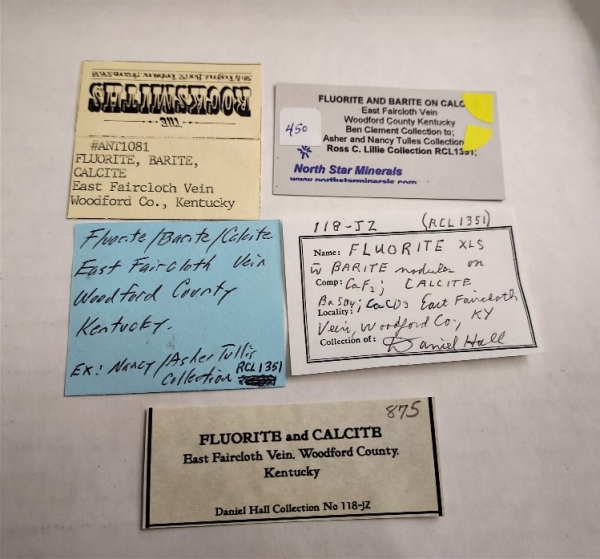 THE
ROCKSMITHS
#ANT1081
FLUORITE, BARITE,
CALCITE
East Faircloth Vein
Woodford Co., Kentucky
FLUORITE AND BARITE ON CALC
East Faircloth Vein
Woodford County Kentucky
Ben Clement Collection to;
Asher and Nancy Tulles Collection
Ross C. Lillie Collection RCL1351;
450
North Star Minerals
www.northstarminerals.com
Fluorite/Barite/Calcite
East Faircloth Vein
Woodford County
Kentucky.
Ex: Nancy/Asher Tullis
Collection RCL1351
118-JZ (RCL1351)
Name: FLUORITE XLS
w BARITE nodules on
Comp: CaF2; CALCITE
BaSO4; CaCO3
Locality: East Faircloth
Vein, Woodford Co., KY
Collection of: Daniel Hall
875
FLUORITE and CALCITE
East Faircloth Vein, Woodford County,
Kentucky
Daniel Hall Collection No 118-JZ